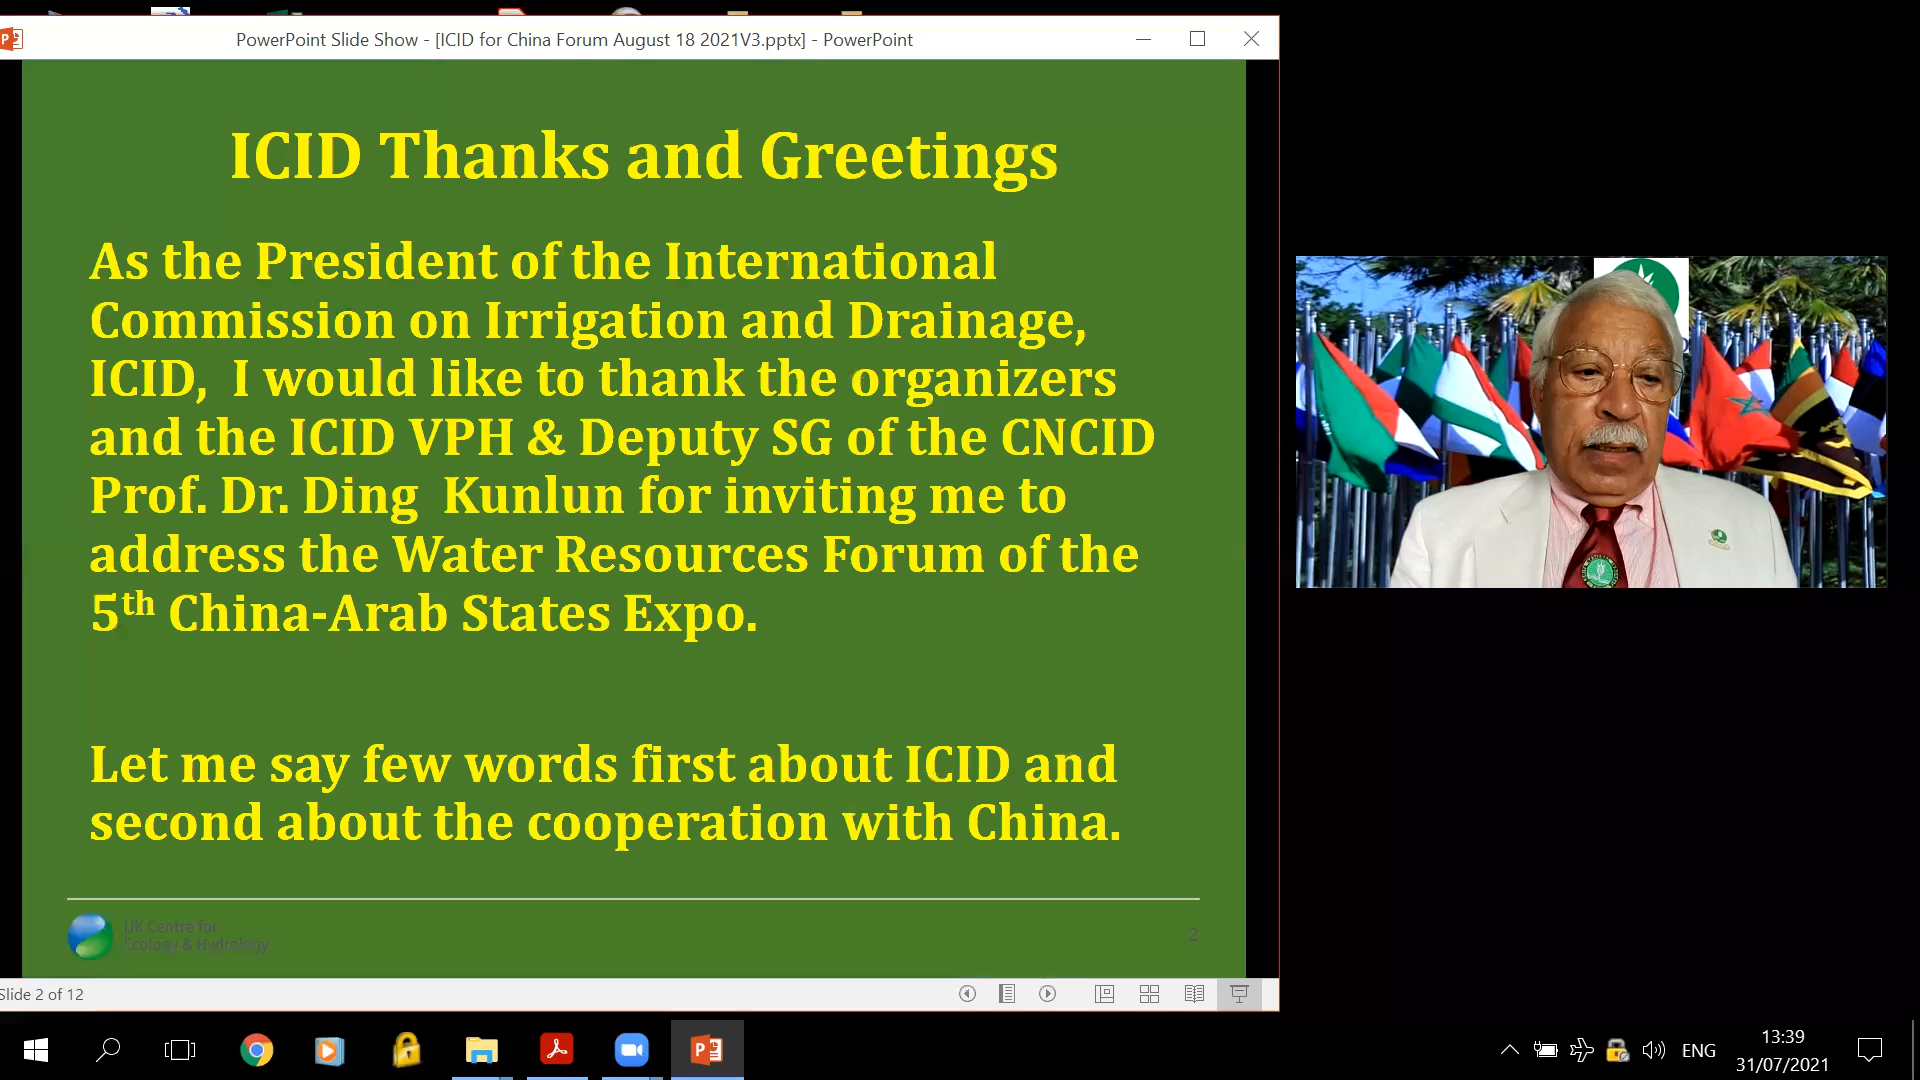 PowerPoint Slide Show - [ICID for China Forum August 18 2021V3.pptx] - PowerPoint
ICID Thanks and Greetings
As the President of the International
Commission on Irrigation and Drainage,
ICID, I would like to thank the organizers
and the ICID VPH & Deputy SG of the CNCID
Prof. Dr. Ding Kunlun for inviting me to
address the Water Resources Forum of the
5th China-Arab States Expo.
Let me say few words first about ICID and
second about the cooperation with China.
UK Centre for
Ecology & Hydrology
2
Slide 2 of 12
ENG
13:39
31/07/2021